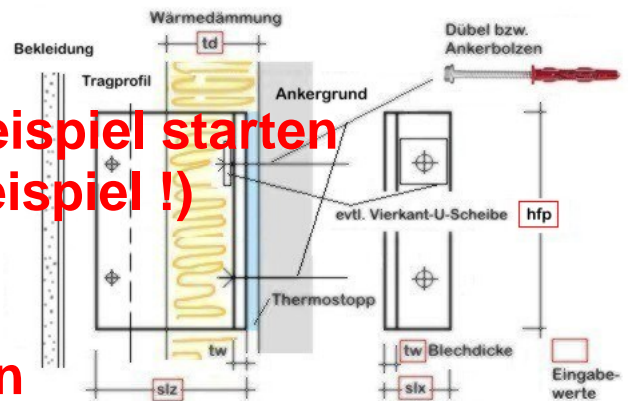 Wärmedämmung
td
Bekleidung
Tragprofil
Dübel bzw.
Ankerbolzen
Ankergrund
eispiel starten
eispiel !)
evtl. Vierkant-U-Scheibe
hfp
Thermostopp
tw
tw Blechdicke
n
slz
slx
Eingabe-
werte